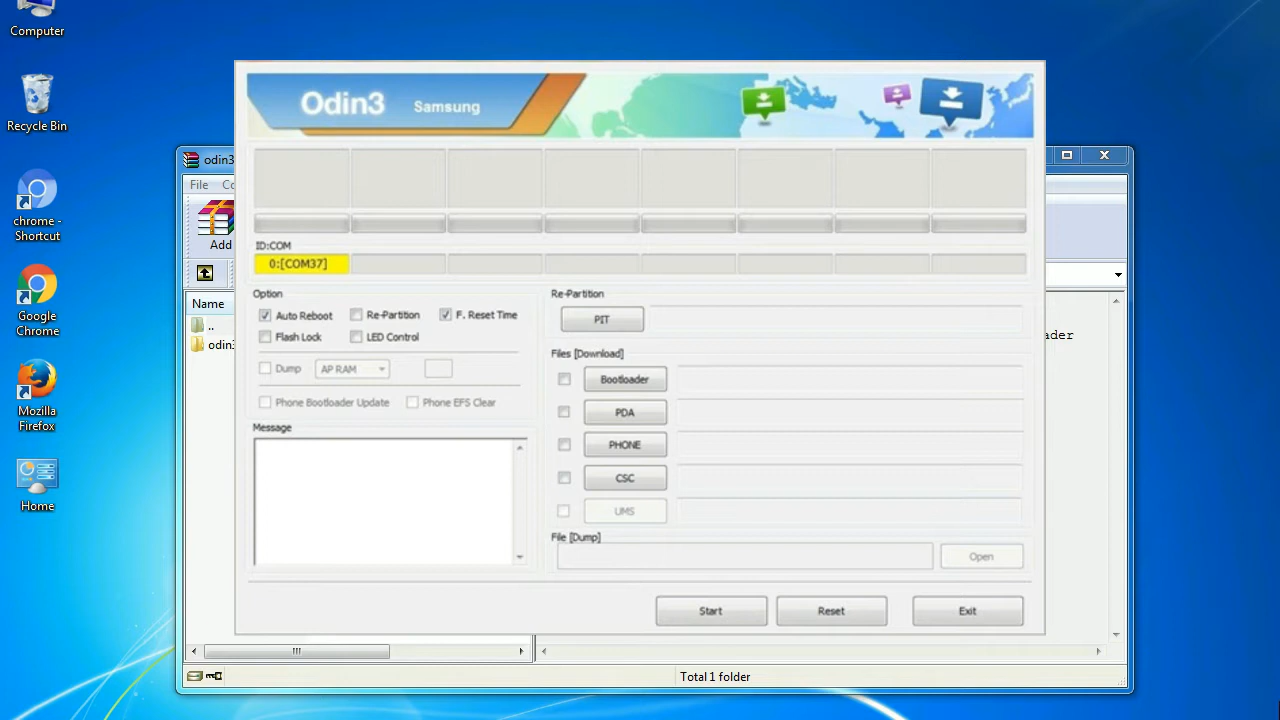 Computer
Recycle Bin
chrome -
Shortcut
Google
Chrome
Mozilla
Firefox
Home
odin3
File
Add
Name
..
odin3
Total 1 folder
Odin3 Samsung
ID:COM
0:[COM37]
Option
Auto Reboot Re-Partition F. Reset Time
Flash Lock LED Control
Dump AP RAM
Phone Bootloader Update Phone EFS Clear
Message
Re-Partition
PIT
Files [Download]
Bootloader
PDA
PHONE
CSC
UMS
File [Dump]
Open
Start Reset Exit